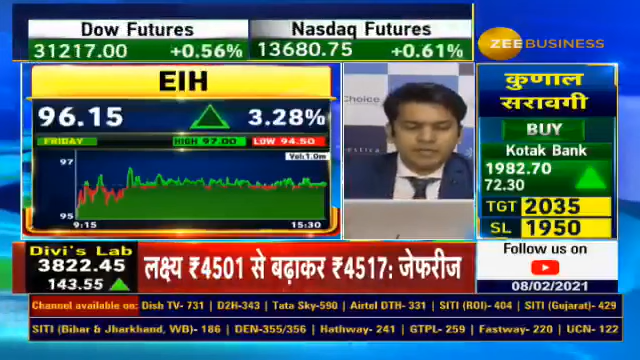 Dow Futures
31217.00 +0.56%
Nasdaq Futures
13680.75 +0.61%
ZEE BUSINESS
EIH
96.15 3.28%
FRIDAY HIGH 97.00 LOW 94.50
Vol:1.0m
97
95
9:15 15:30
Choice
कुणाल
सरावगी
BUY
Kotak Bank
1982.70
72.30
TGT 2035
SL 1950
Divi's Lab
3822.45
143.55
लक्ष्य ₹4501 से बढ़ाकर ₹4517: जेफरीज
Follow us on
08/02/2021
Channel available on: Dish TV- 731 | D2H-343 | Tata Sky-590 | Airtel DTH- 331 | SITI (ROI)- 404 | SITI (Gujarat)- 429
SITI (Bihar & Jharkhand, WB)- 186 | DEN-355/356 | Hathway- 241 | GTPL- 259 | Fastway- 220 | UCN- 122